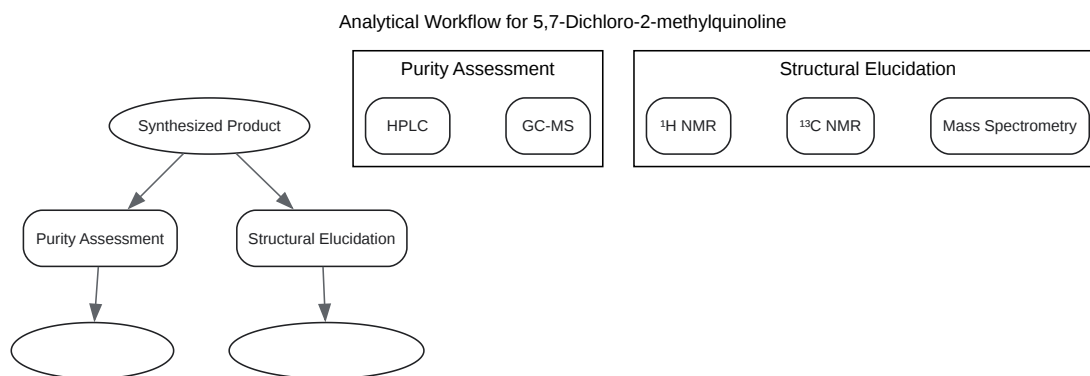 Analytical Workflow for 5,7-Dichloro-2-methylquinoline
Purity Assessment
Structural Elucidation
Synthesized Product
HPLC
GC-MS
¹H NMR
¹³C NMR
Mass Spectrometry
Purity Assessment
Structural Elucidation